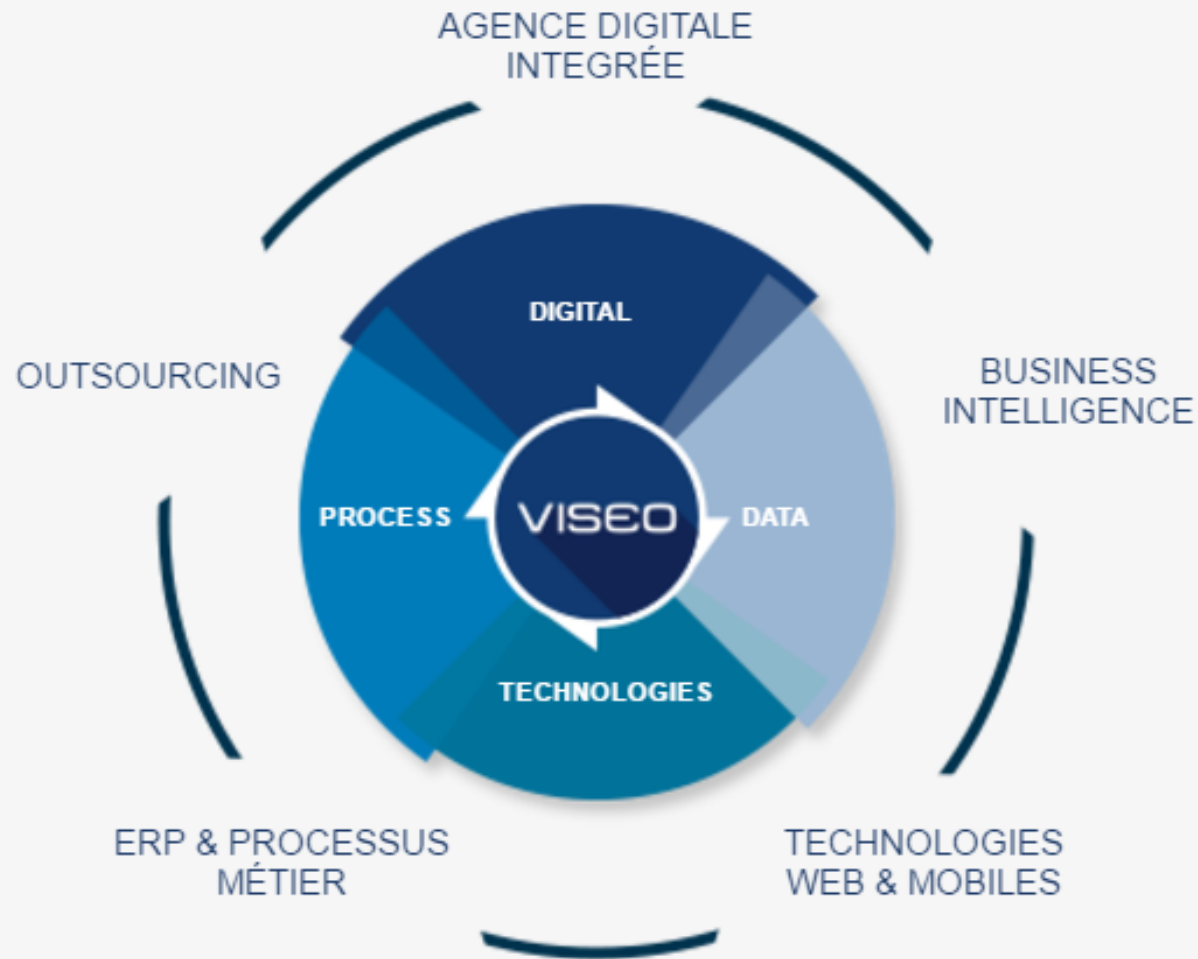 AGENCE DIGITALE
INTEGRÉE
DIGITAL
OUTSOURCING
BUSINESS
INTELLIGENCE
PROCESS
VISEO
DATA
TECHNOLOGIES
ERP & PROCESSUS
MÉTIER
TECHNOLOGIES
WEB & MOBILES